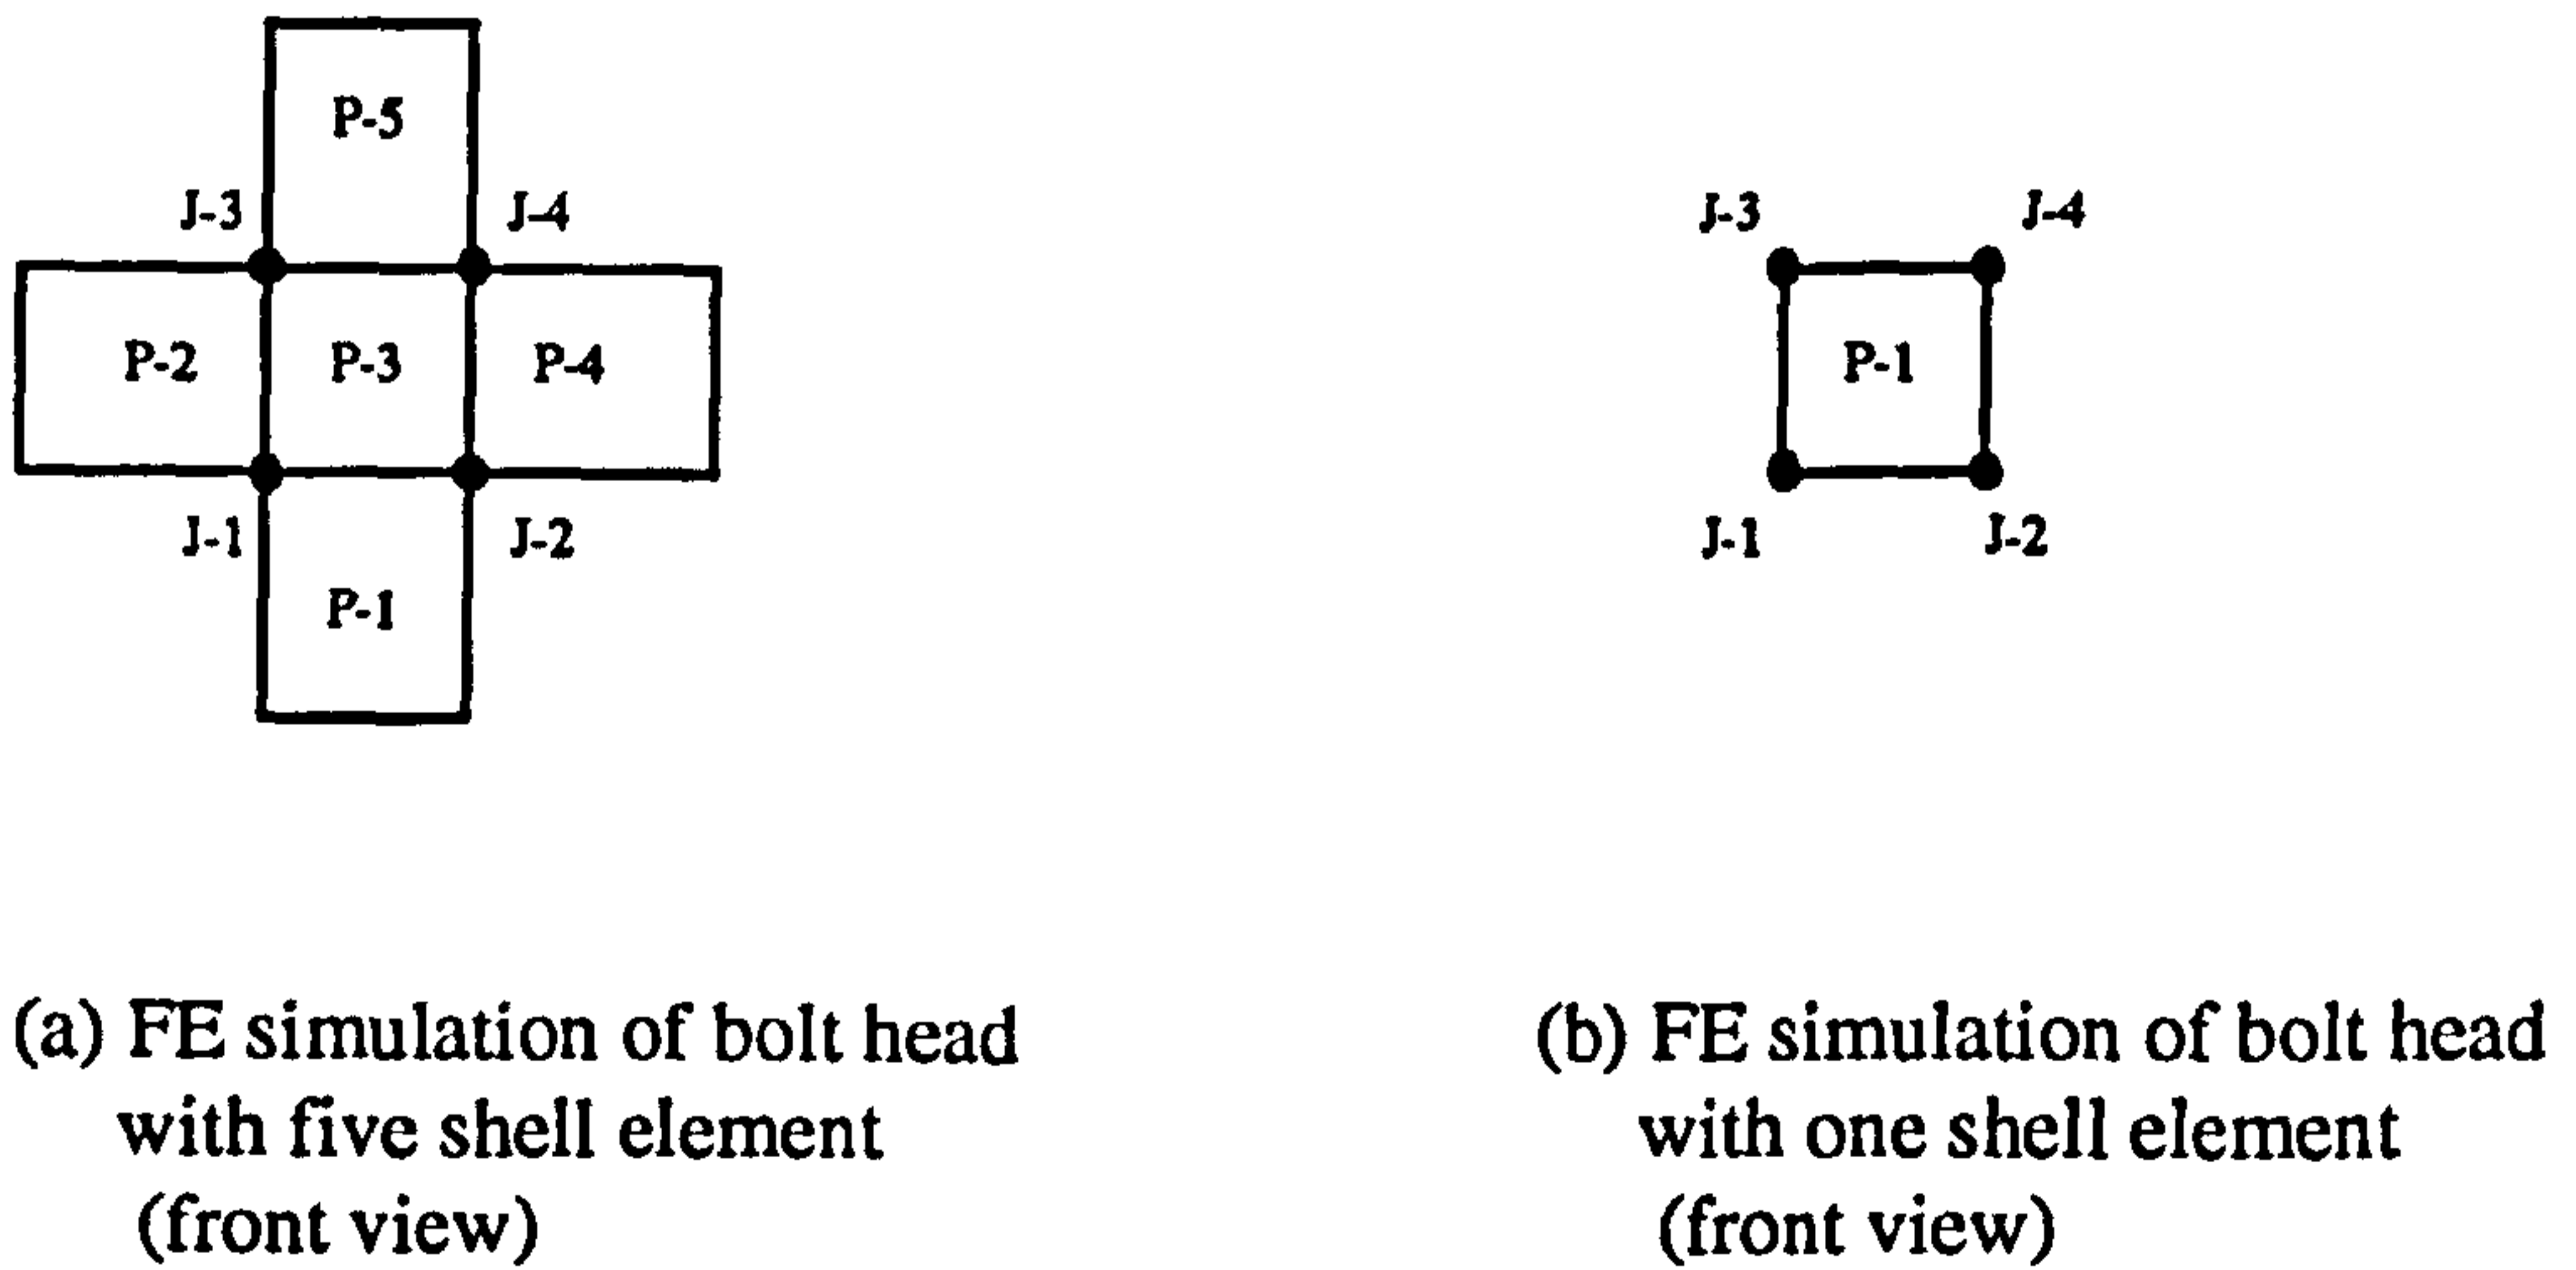 P-5
J-3 J-4
P-2 P-3 P-4
J-1 J-2
P-1
J-3 J-4
P-1
J-1 J-2
(a) FE simulation of bolt head
with five shell element
(front view)
(b) FE simulation of bolt head
with one shell element
(front view)